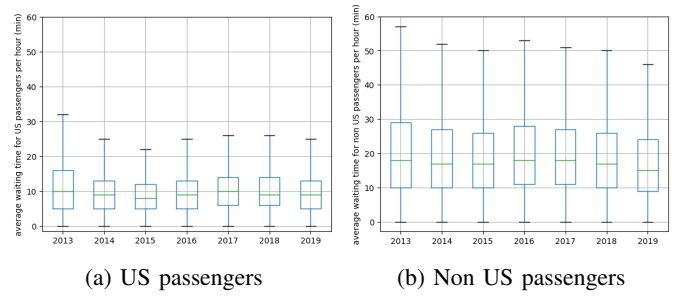 average waiting time for US passengers per hour (min)
60
50
40
30
20
10
0
2013 2014 2015 2016 2017 2018 2019
(a) US passengers
average waiting time for non US passengers per hour (min)
60
50
40
30
20
10
0
2013 2014 2015 2016 2017 2018 2019
(b) Non US passengers